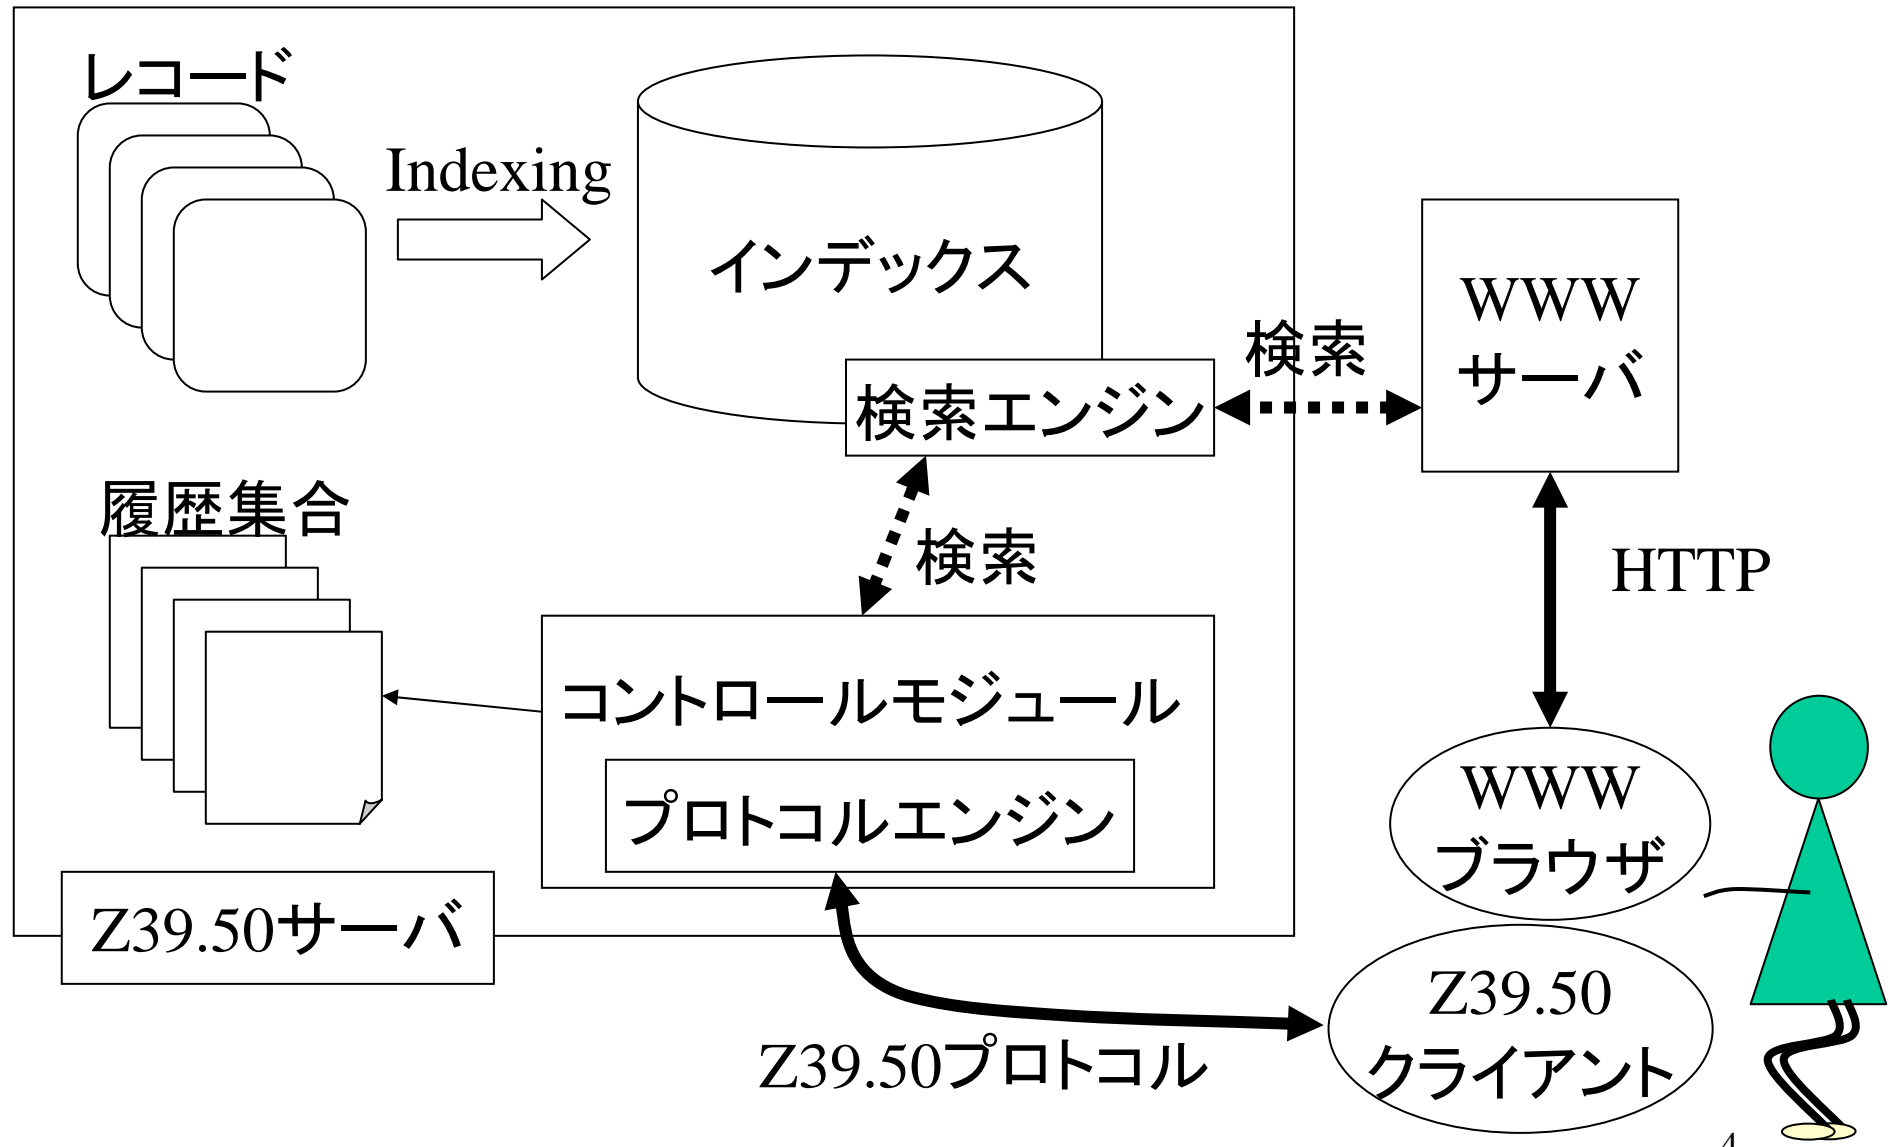 レコード
Indexing
インデックス
WWW
サーバ
検索
検索エンジン
履歴集合
検索
HTTP
コントロールモジュール
プロトコルエンジン
WWW
ブラウザ
Z39.50サーバ
Z39.50
クライアント
Z39.50プロトコル